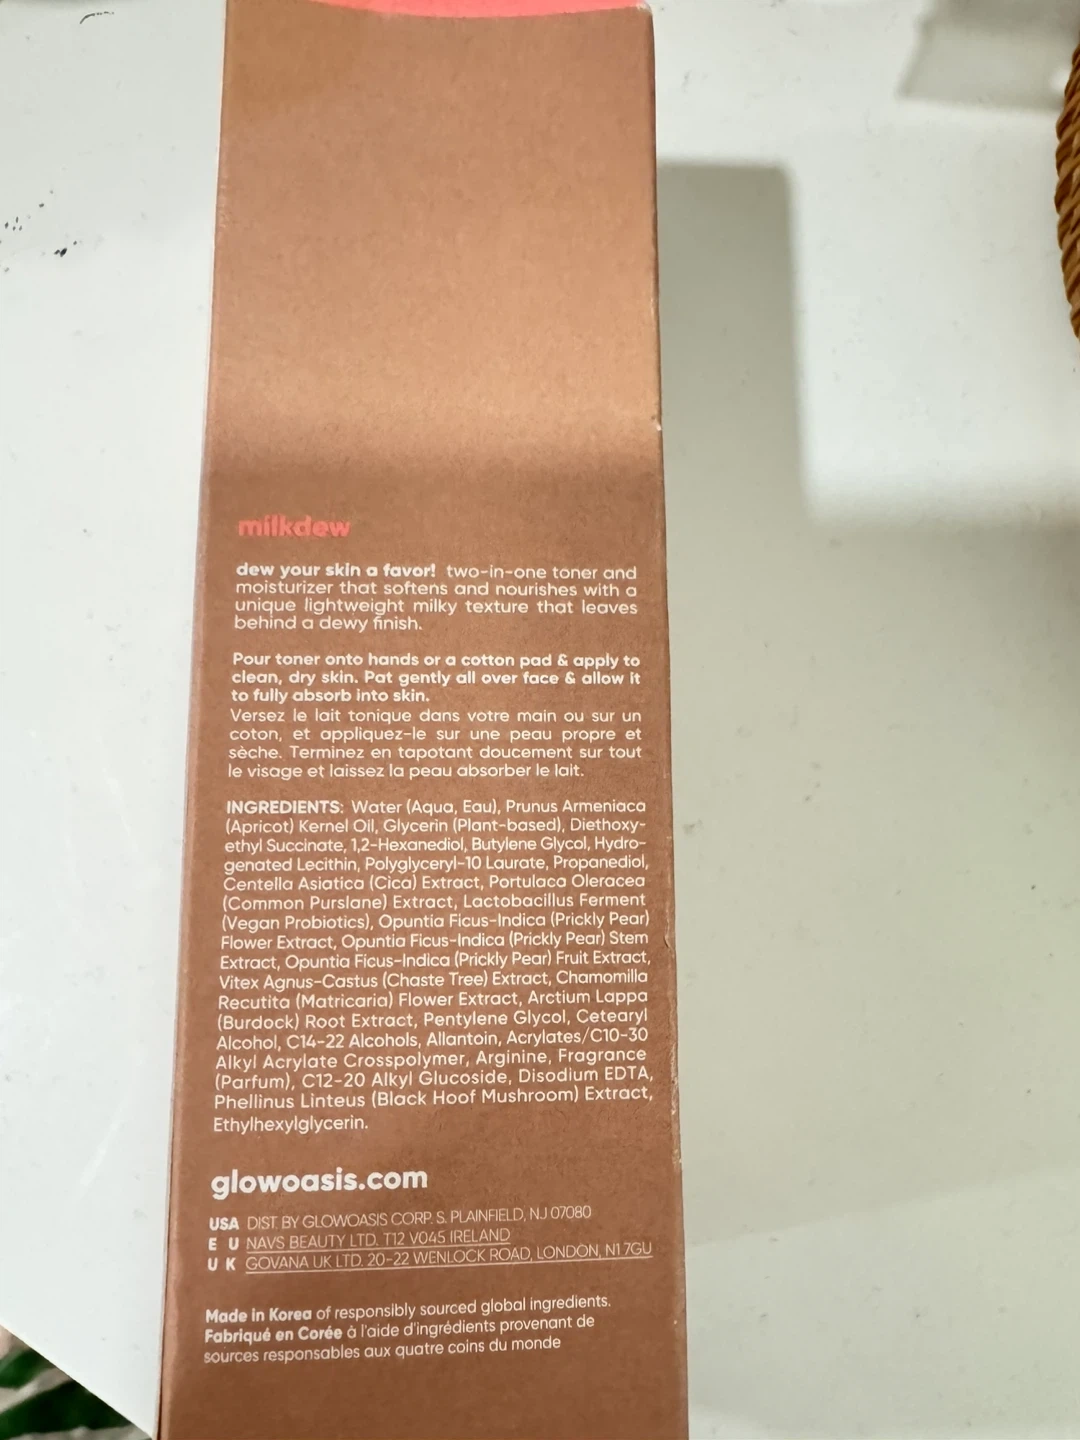 milkdew
dew your skin a favor! two-in-one toner and
moisturizer that softens and nourishes with a
unique lightweight milky texture that leaves
behind a dewy finish.
Pour toner onto hands or a cotton pad & apply to
clean, dry skin. Pat gently all over face & allow it
to fully absorb into skin.
Versez le lait tonique dans votre main ou sur un
coton, et appliquez-le sur une peau propre et
sèche. Terminez en tapotant doucement sur tout
le visage et laissez la peau absorber le lait.
INGREDIENTS: Water (Aqua, Eau), Prunus Armeniaca
(Apricot) Kernel Oil, Glycerin (Plant-based), Diethoxy-
ethyl Succinate, 1,2-Hexanediol, Butylene Glycol, Hydro-
genated Lecithin, Polyglyceryl-10 Laurate, Propanediol,
Centella Asiatica (Cica) Extract, Portulaca Oleracea
(Common Purslane) Extract, Lactobacillus Ferment
(Vegan Probiotics), Opuntia Ficus-Indica (Prickly Pear)
Flower Extract, Opuntia Ficus-Indica (Prickly Pear) Stem
Extract, Opuntia Ficus-Indica (Prickly Pear) Fruit Extract,
Vitex Agnus-Castus (Chaste Tree) Extract, Chamomilla
Recutita (Matricaria) Flower Extract, Arctium Lappa
(Burdock) Root Extract, Pentylene Glycol, Cetearyl
Alcohol, C14-22 Alcohols, Allantoin, Acrylates/C10-30
Alkyl Acrylate Crosspolymer, Arginine, Fragrance
(Parfum), C12-20 Alkyl Glucoside, Disodium EDTA,
Phellinus Linteus (Black Hoof Mushroom) Extract,
Ethylhexylglycerin.
glowoasis.com
USA DIST. BY GLOWOASIS CORP. S. PLAINFIELD, NJ 07080
E U NAVS BEAUTY LTD. T12 V045 IRELAND
U K GOVANA UK LTD. 20-22 WENLOCK ROAD, LONDON, N1 7GU
Made in Korea of responsibly sourced global ingredients.
Fabriqué en Corée à l'aide d'ingrédients provenant de
sources responsables aux quatre coins du monde